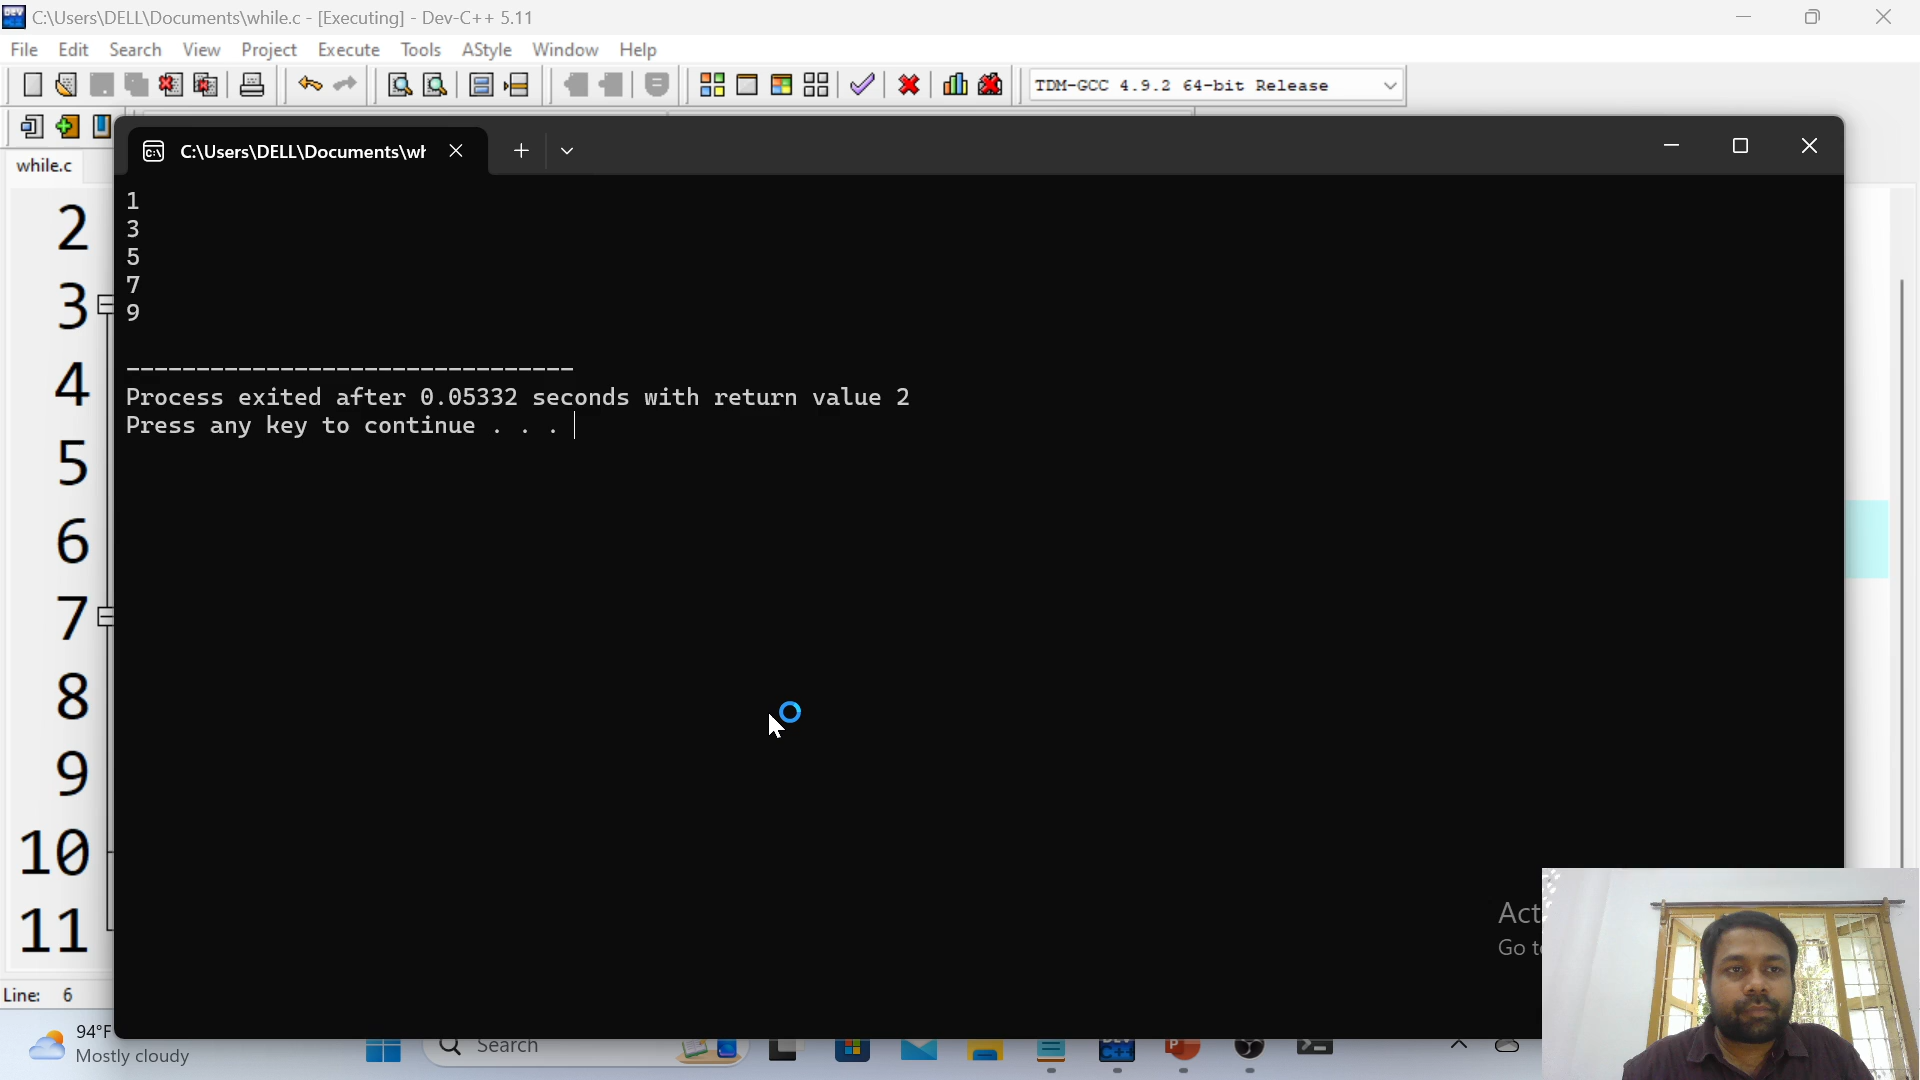 C:\Users\DELL\Documents\while.c - [Executing] - Dev-C++ 5.11
File Edit Search View Project Execute Tools AStyle Window Help
TDM-GCC 4.9.2 64-bit Release
C:\Users\DELL\Documents\wh
while.c
1
3
5
7
9
--------------------------------
Process exited after 0.05332 seconds with return value 2
Press any key to continue . . .
2
3
4
5
6
7
8
9
10
11
Act
Go to
Line: 6
94°F
Mostly cloudy
Search